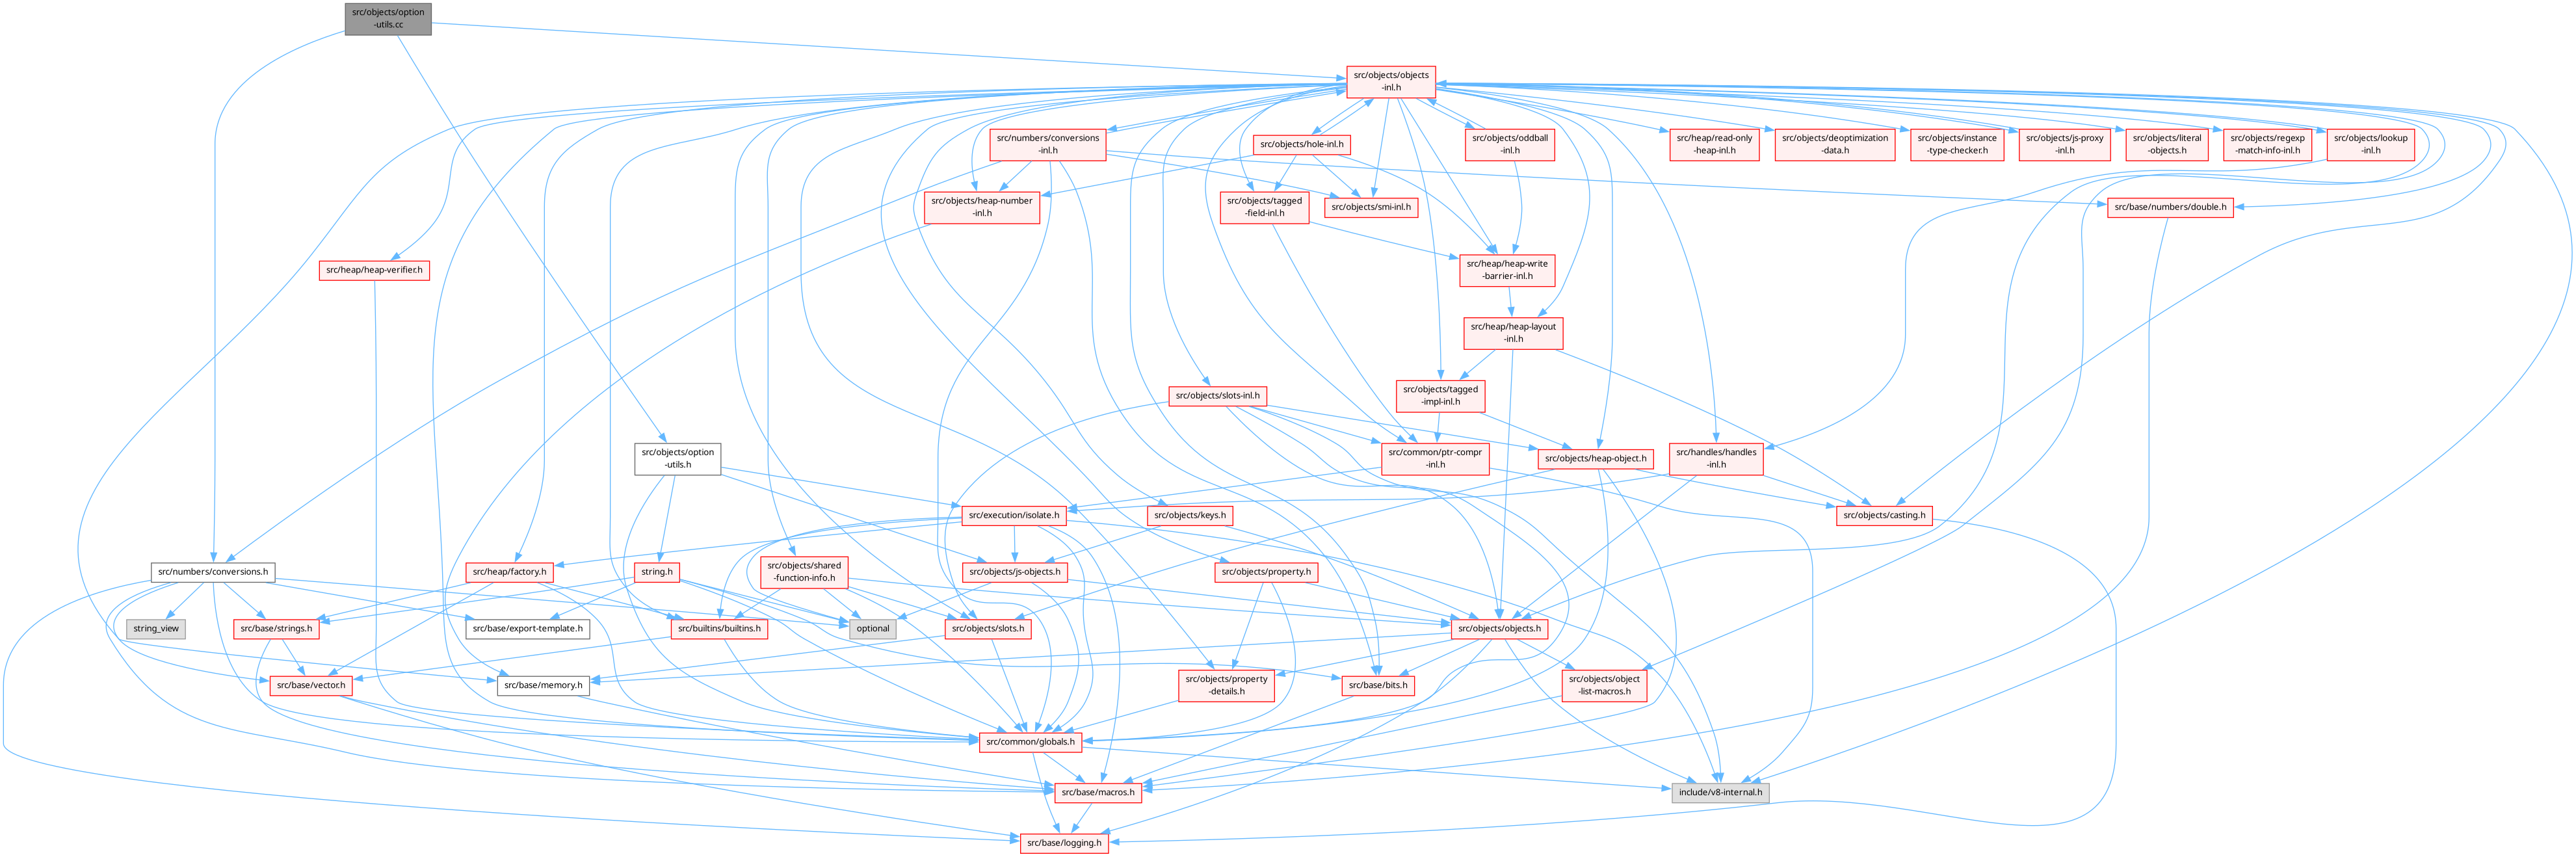 src/objects/option
-utils.cc
src/objects/objects
-inl.h
src/numbers/conversions
-inl.h
src/objects/hole-inl.h
src/objects/oddball
-inl.h
src/heap/read-only
-heap-inl.h
src/objects/deoptimization
-data.h
src/objects/instance
-type-checker.h
src/objects/js-proxy
-inl.h
src/objects/literal
-objects.h
src/objects/regexp
-match-info-inl.h
src/objects/lookup
-inl.h
src/objects/heap-number
-inl.h
src/objects/tagged
-field-inl.h
src/objects/smi-inl.h
src/base/numbers/double.h
src/heap/heap-verifier.h
src/heap/heap-write
-barrier-inl.h
src/heap/heap-layout
-inl.h
src/objects/slots-inl.h
src/objects/tagged
-impl-inl.h
src/objects/option
-utils.h
src/common/ptr-compr
-inl.h
src/objects/heap-object.h
src/handles/handles
-inl.h
src/execution/isolate.h
src/objects/keys.h
src/objects/casting.h
src/numbers/conversions.h
src/heap/factory.h
string.h
src/objects/shared
-function-info.h
src/objects/js-objects.h
src/objects/property.h
string_view
src/base/strings.h
src/base/export-template.h
src/builtins/builtins.h
optional
src/objects/slots.h
src/objects/objects.h
src/base/vector.h
src/base/memory.h
src/objects/property
-details.h
src/base/bits.h
src/objects/object
-list-macros.h
src/common/globals.h
src/base/macros.h
include/v8-internal.h
src/base/logging.h